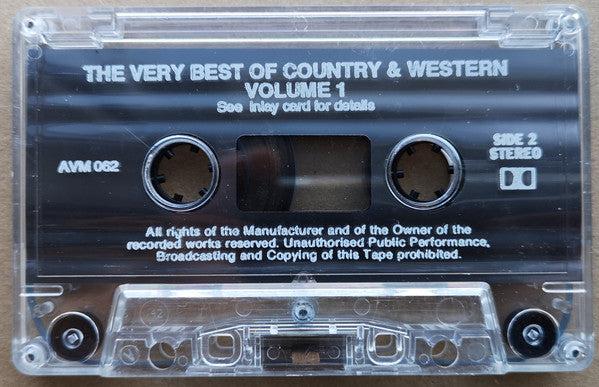 THE VERY BEST OF COUNTRY & WESTERN
VOLUME 1
See inlay card for details
AVM 062
SIDE 2
STEREO
All rights of the Manufacturer and of the Owner of the
recorded works reserved. Unauthorised Public Performance,
Broadcasting and Copying of this Tape prohibited.
42